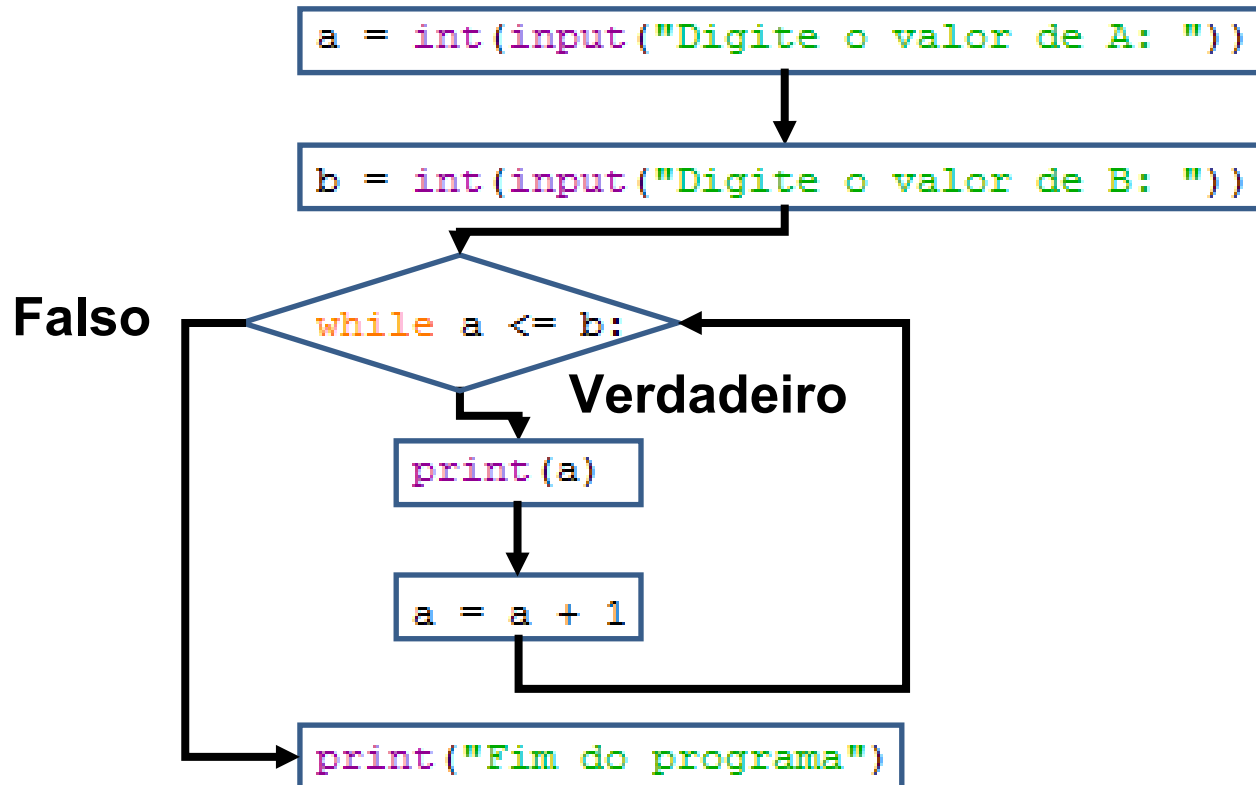 a = int(input("Digite o valor de A: "))
b = int(input("Digite o valor de B: "))
Falso
while a <= b:
Verdadeiro
print(a)
a = a + 1
print("Fim do programa")